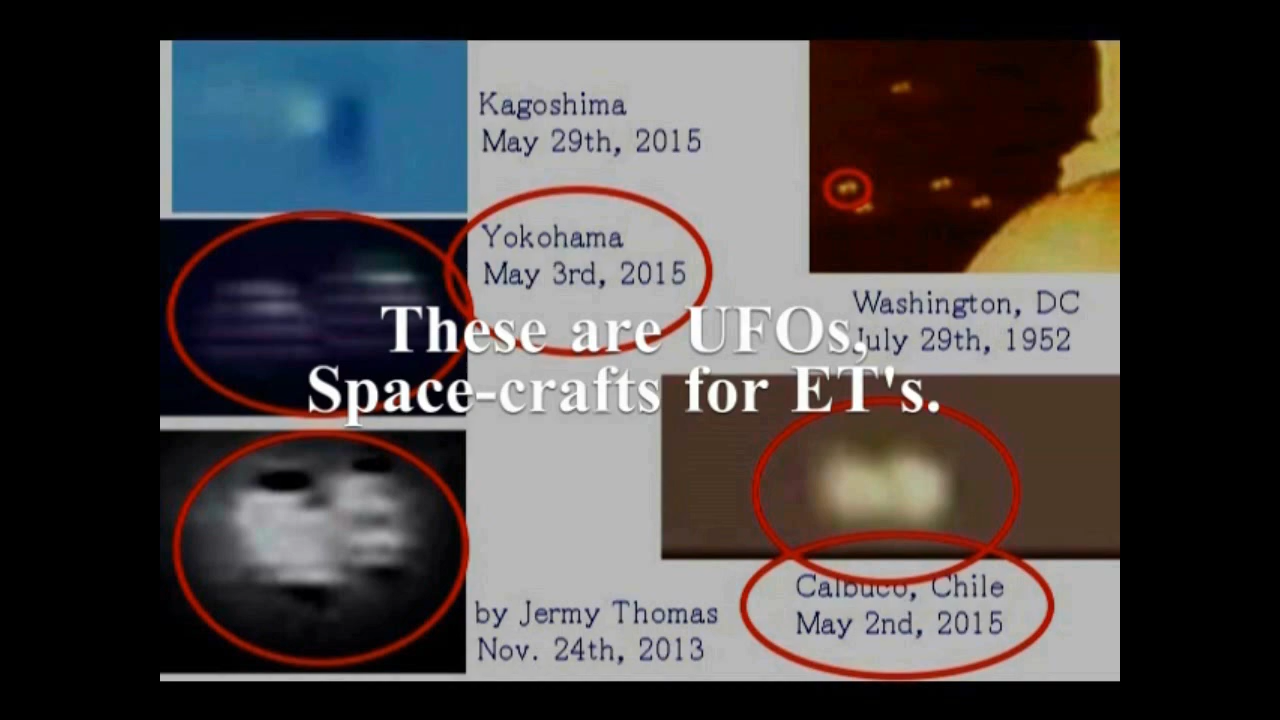 Kagoshima
May 29th, 2015
Yokohama
May 3rd, 2015
Washington, DC
July 29th, 1952
These are UFOs,
Space-crafts for ET's.
Calbuco, Chile
May 2nd, 2015
by Jermy Thomas
Nov. 24th, 2013